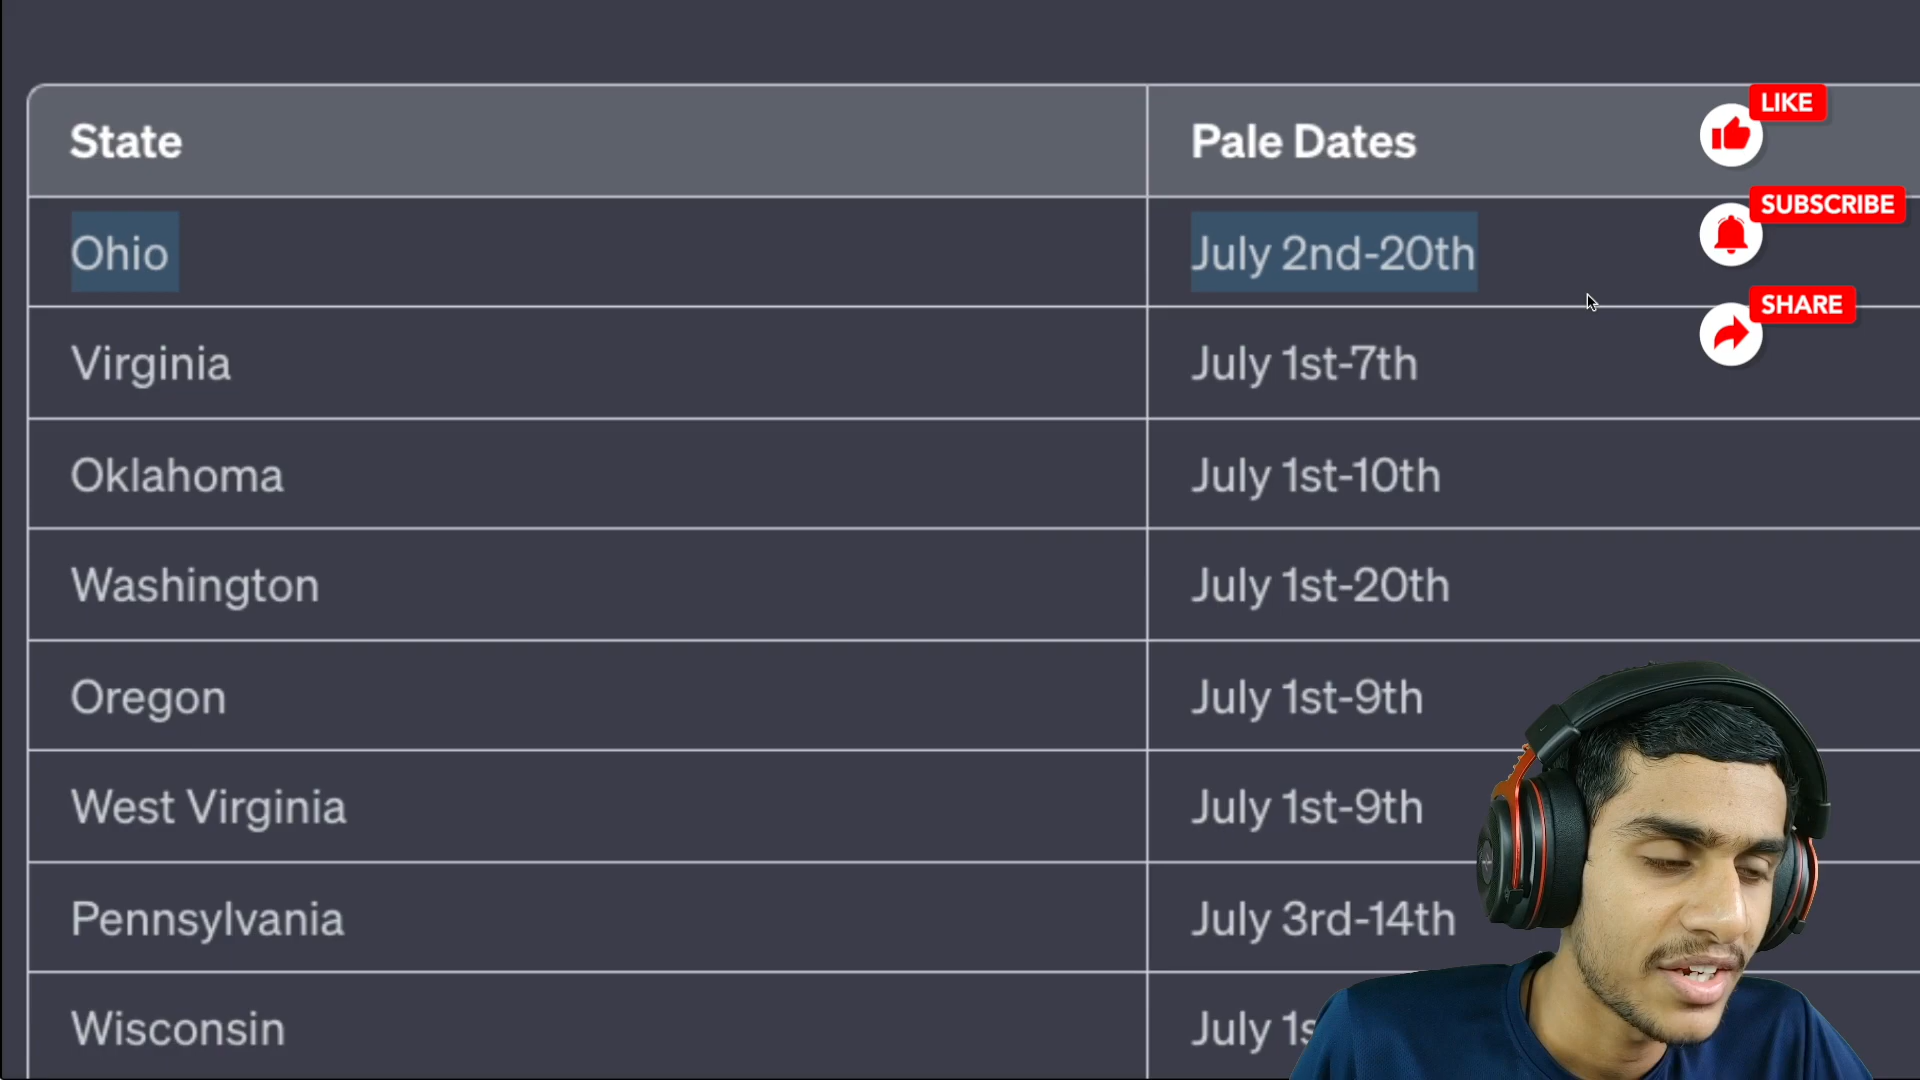 State Pale Dates
LIKE
Ohio July 2nd-20th
SUBSCRIBE
SHARE
Virginia July 1st-7th
Oklahoma July 1st-10th
Washington July 1st-20th
Oregon July 1st-9th
West Virginia July 1st-9th
Pennsylvania July 3rd-14th
Wisconsin July